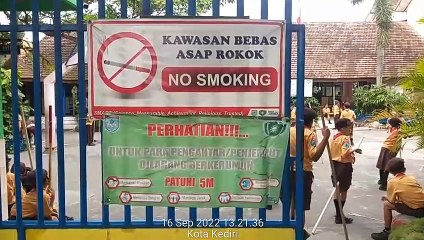 KAWASAN BEBAS
ASAP ROKOK
NO SMOKING
PERHATIAN!!!...
UNTUK PARA PENGANTAR/PENJEMPUT
DILARANG BERKERUMUN
PATUHI 5M
16 Sep 2022 13.21.36
Kota Kediri